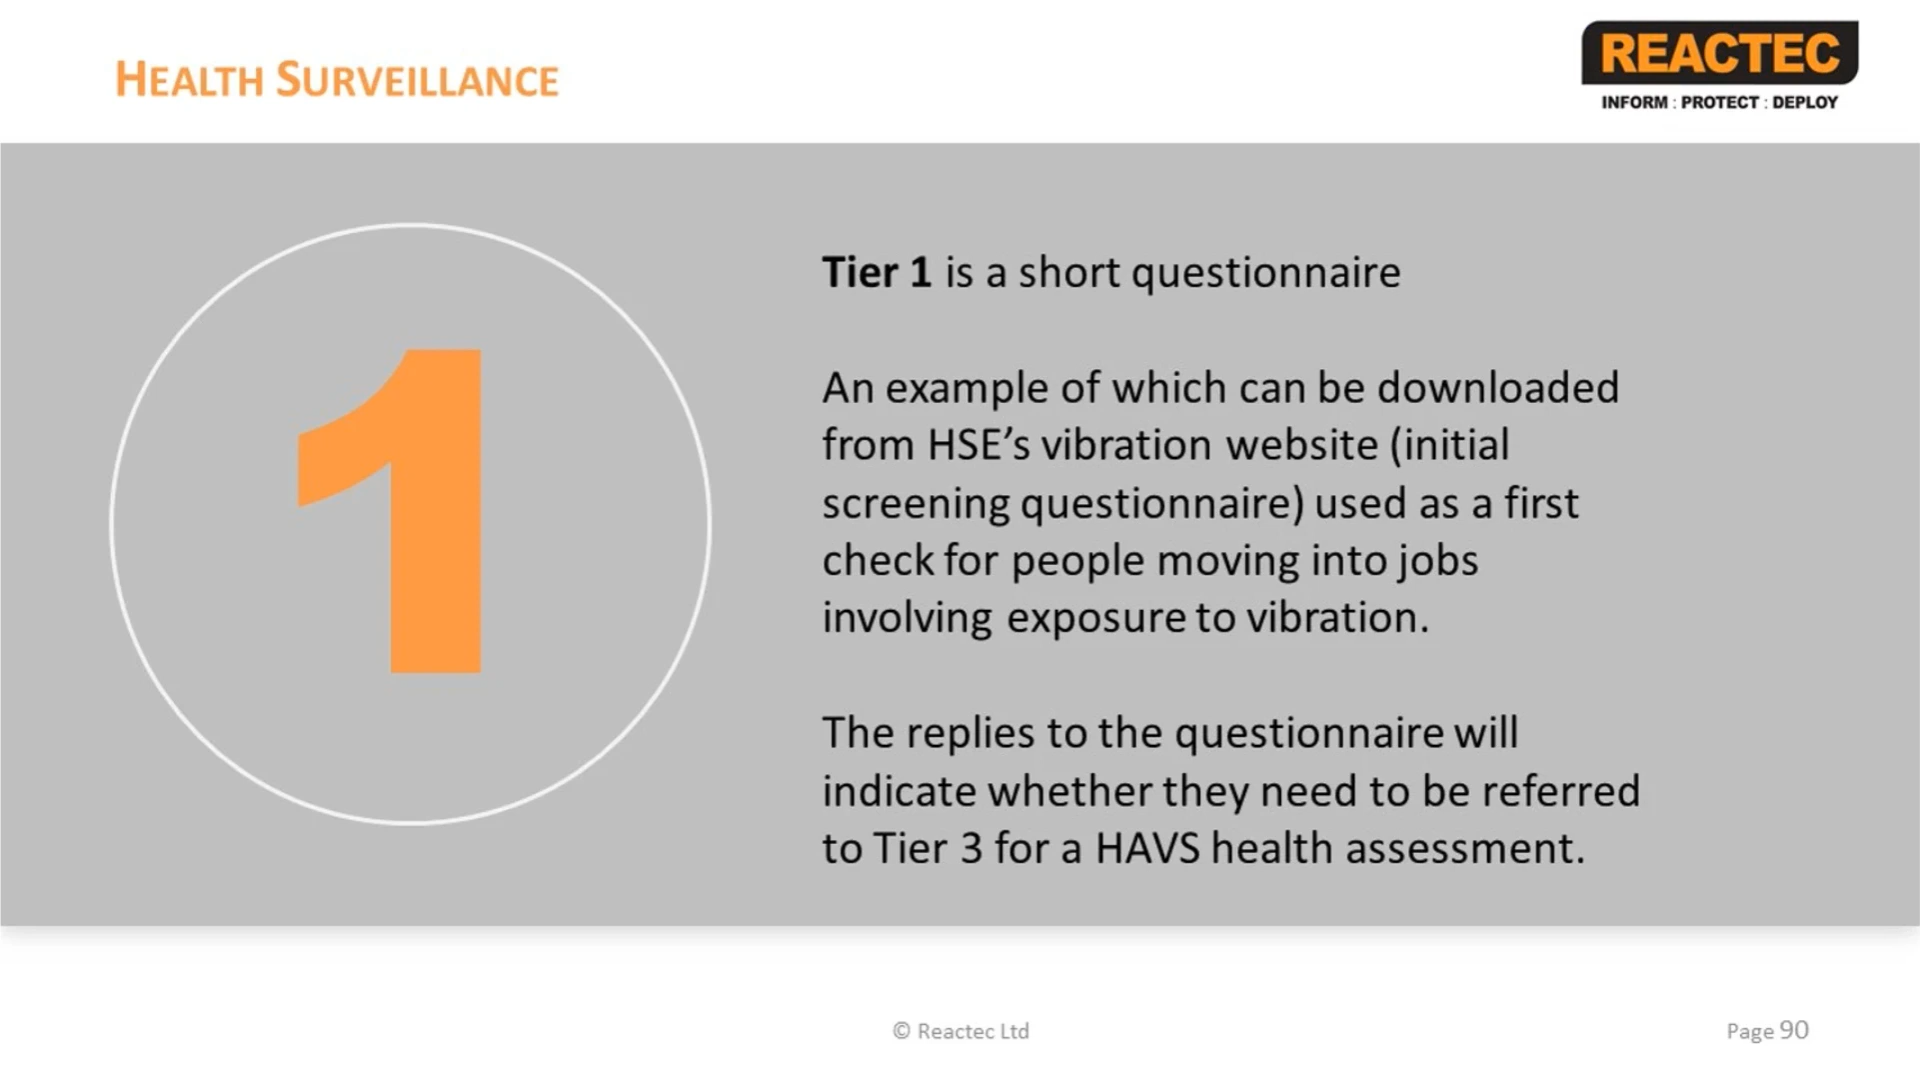 HEALTH SURVEILLANCE
REACTEC
INFORM : PROTECT : DEPLOY
1
Tier 1 is a short questionnaire
An example of which can be downloaded
from HSE’s vibration website (initial
screening questionnaire) used as a first
check for people moving into jobs
involving exposure to vibration.
The replies to the questionnaire will
indicate whether they need to be referred
to Tier 3 for a HAVS health assessment.
© Reactec Ltd
Page 90